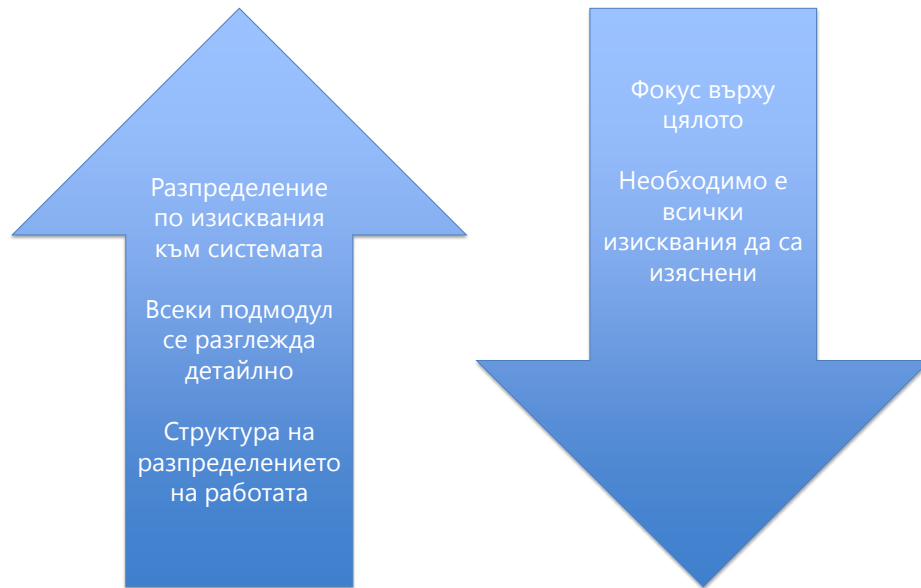 Разпределение
по изисквания
към системата
Всеки подмодул
се разглежда
детайлно
Структура на
разпределението
на работата
Фокус върху
цялото
Необходимо е
всички
изисквания да са
изяснени